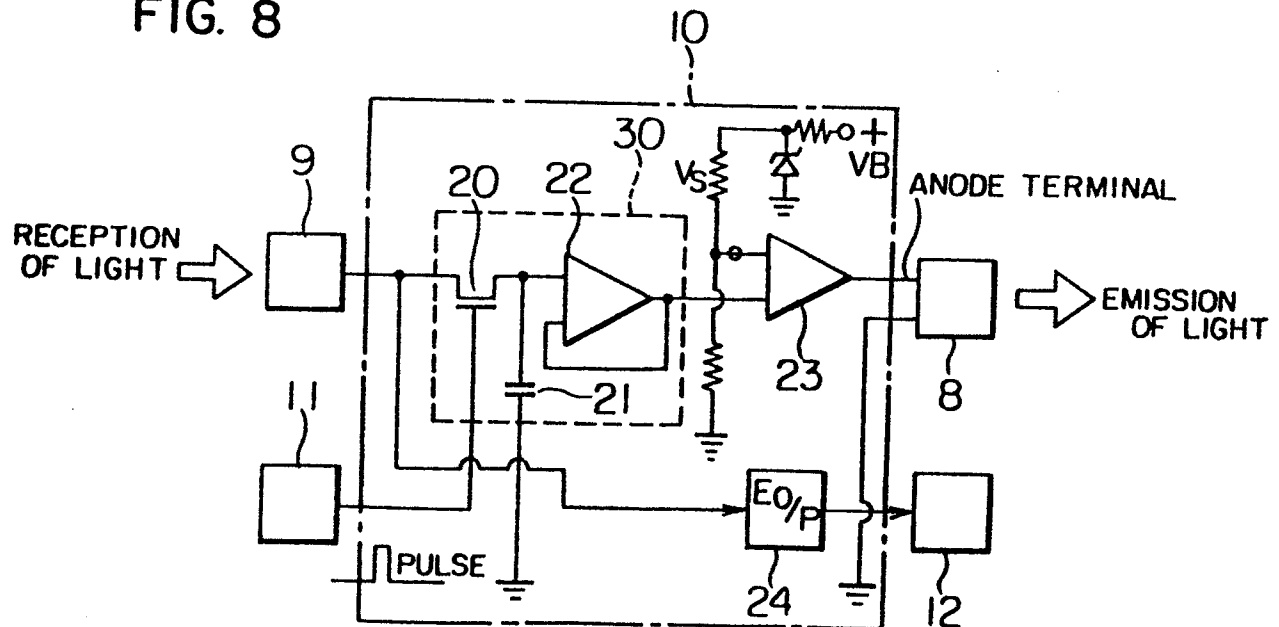 FIG. 8
10
30
9
20
22
VS
+
VB
ANODE TERMINAL
RECEPTION
OF LIGHT
EMISSION
OF LIGHT
23
8
21
11
EO/P
PULSE
24
12